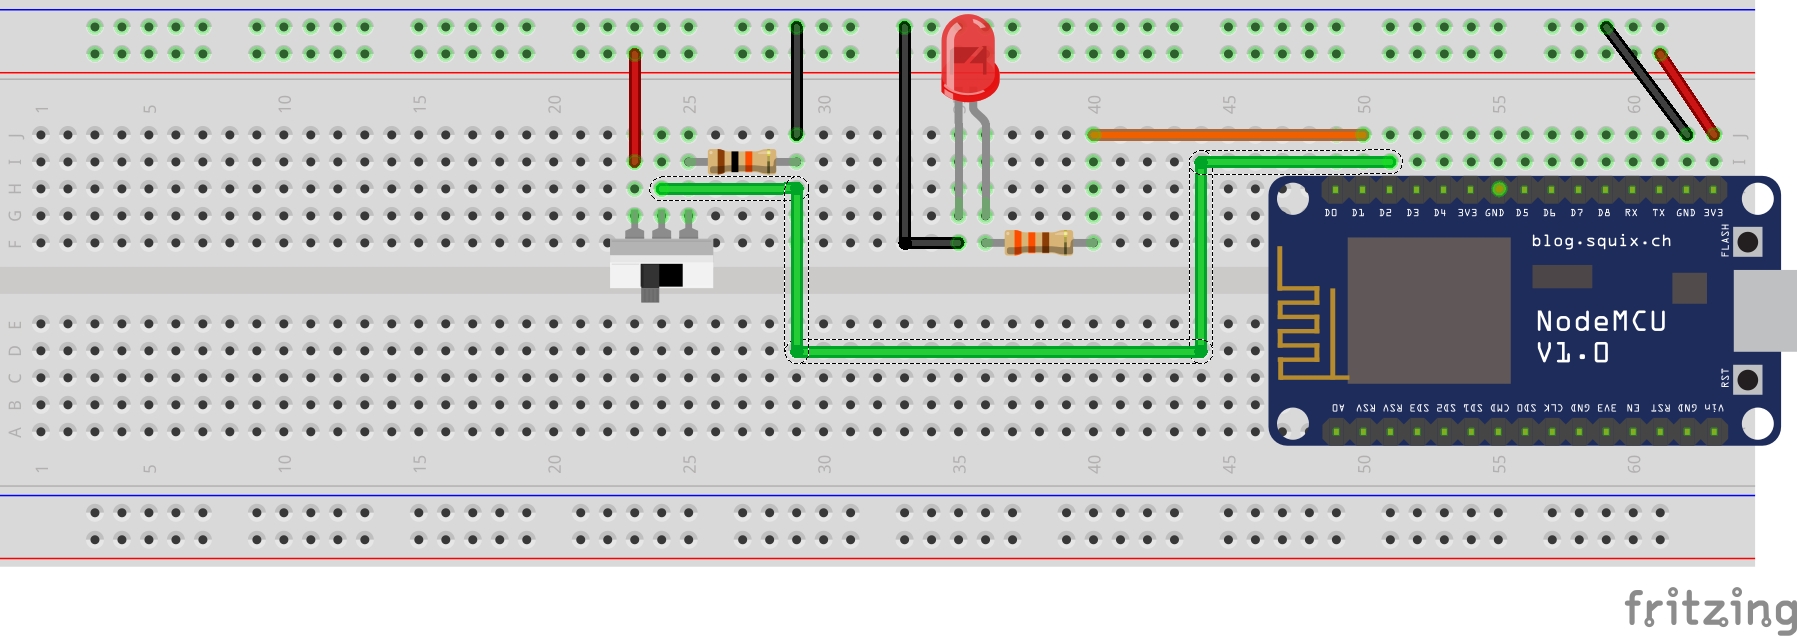 1 5 10 15 20 25 30 35 40 45 50 55 60
J J
I I
H
G
F
D0 D1 D2 D3 D4 3V3 GND D5 D6 D7 D8 RX TX GND 3V3
FLASH
blog.squix.ch
NodeMCU
V1.0
E
D
C
B
A
RST
A0 RSV RSV SD3 SD2 SD1 CMD SD0 CLK GND 3V3 EN RST GND Vin
1 5 10 15 20 25 30 35 40 45 50 55 60
fritzing